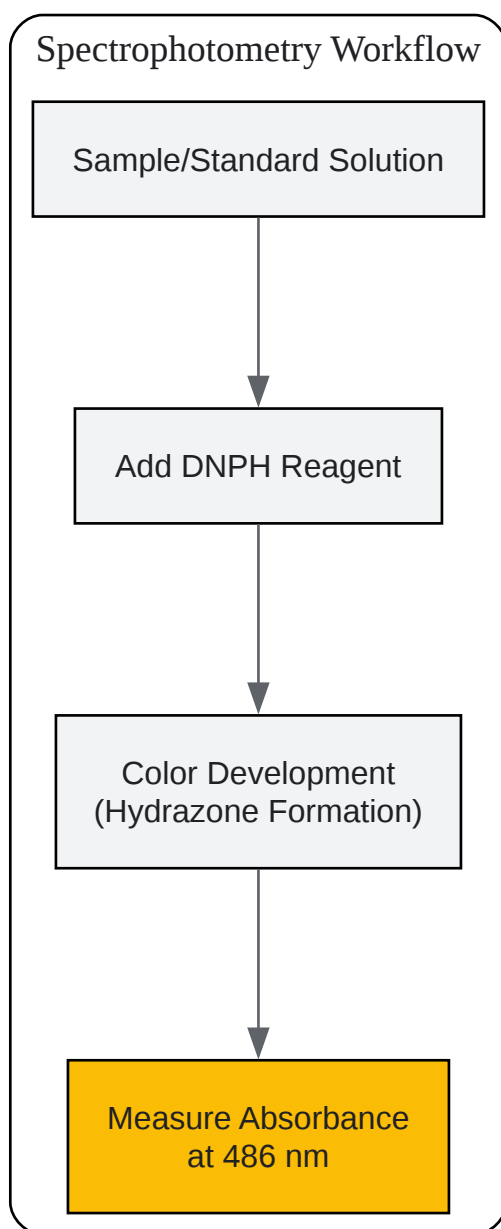 Spectrophotometry Workflow
Sample/Standard Solution
Add DNPH Reagent
Color Development
(Hydrazone Formation)
Measure Absorbance
at 486 nm